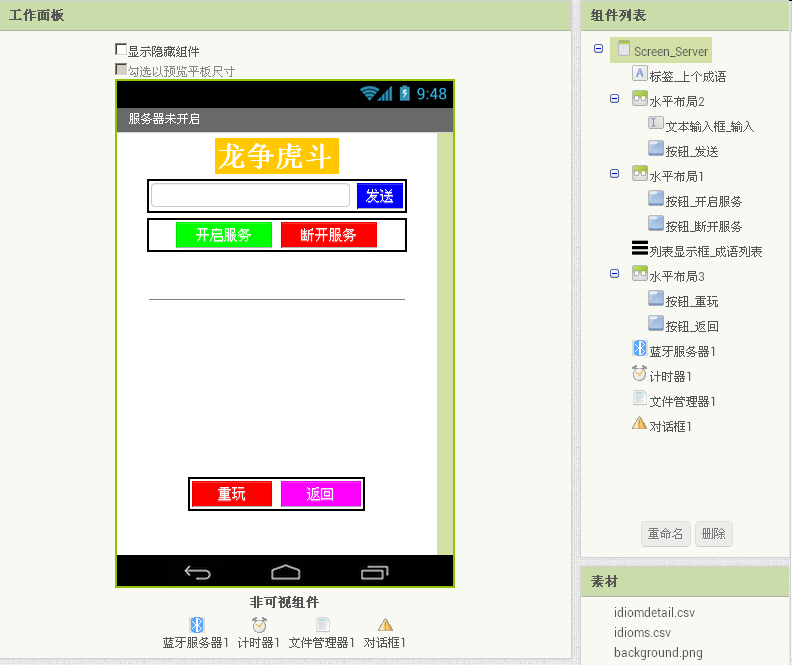 工作面板
显示隐藏组件
勾选以预览平板尺寸
9:48
服务器未开启
龙争虎斗
发送
开启服务 断开服务
重玩 返回
非可视组件
蓝牙服务器1 计时器1 文件管理器1 对话框1
组件列表
Screen_Server
标签_上个成语
水平布局2
文本输入框_输入
按钮_发送
水平布局1
按钮_开启服务
按钮_断开服务
列表显示框_成语列表
水平布局3
按钮_重玩
按钮_返回
蓝牙服务器1
计时器1
文件管理器1
对话框1
重命名 删除
素材
idiomdetail.csv
idioms.csv
background.png